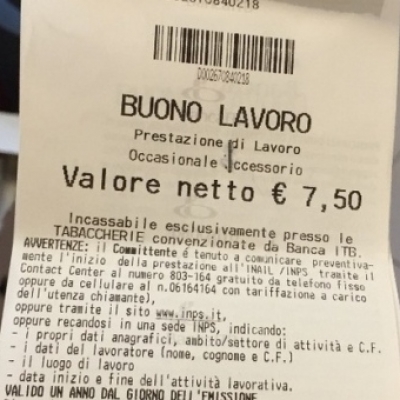 D002670840218
BUONO LAVORO
Prestazione di Lavoro
Occasionale Accessorio
Valore netto € 7,50
Incassabile esclusivamente presso le
TABACCHERIE convenzionate da Banca ITB.
AVVERTENZE: il Committente é tenuto a comunicare preventiva-
mente l'inizio della prestazione all'INAIL /INPS tramite il
Contact Center al numero 803-164 gratuito da telefono fisso
oppure da cellulare al n.06164164 con tariffazione a carico
dell'utenza chiamante),
oppure tramite il sito www.inps.it,
oppure recandosi in una sede INPS, indicando:
- i propri dati anagrafici, ambito/settore di attività e C.F.
- i dati del lavoratore (nome, cognome e C.F.)
- il luogo di lavoro
- data inizio e fine dell'attività lavorativa.
VALIDO UN ANNO DAL GIORNO DELL'EMISSIONE